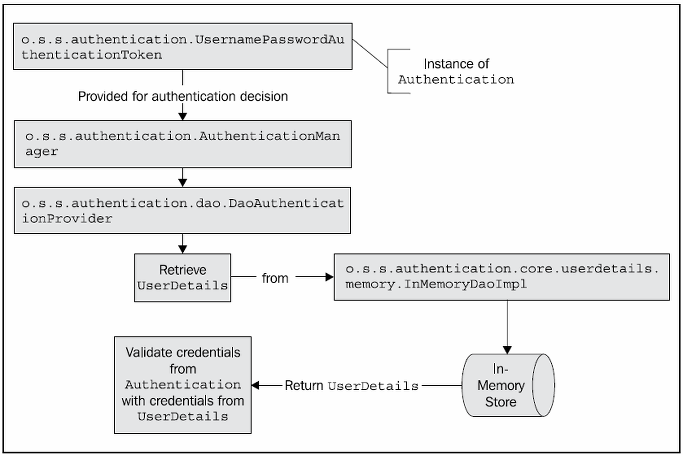 o.s.s.authentication.UsernamePasswordAu
thenticationToken
Instance of
Authentication
Provided for authentication decision
o.s.s.authentication.AuthenticationMan
ager
o.s.s.authentication.dao.DaoAuthenticat
ionProvider
Retrieve
UserDetails
from
o.s.s.authentication.core.userdetails.
memory.InMemoryDaoImpl
Validate credentials
from
Authentication
with credentials from
UserDetails
Return UserDetails
In-
Memory
Store